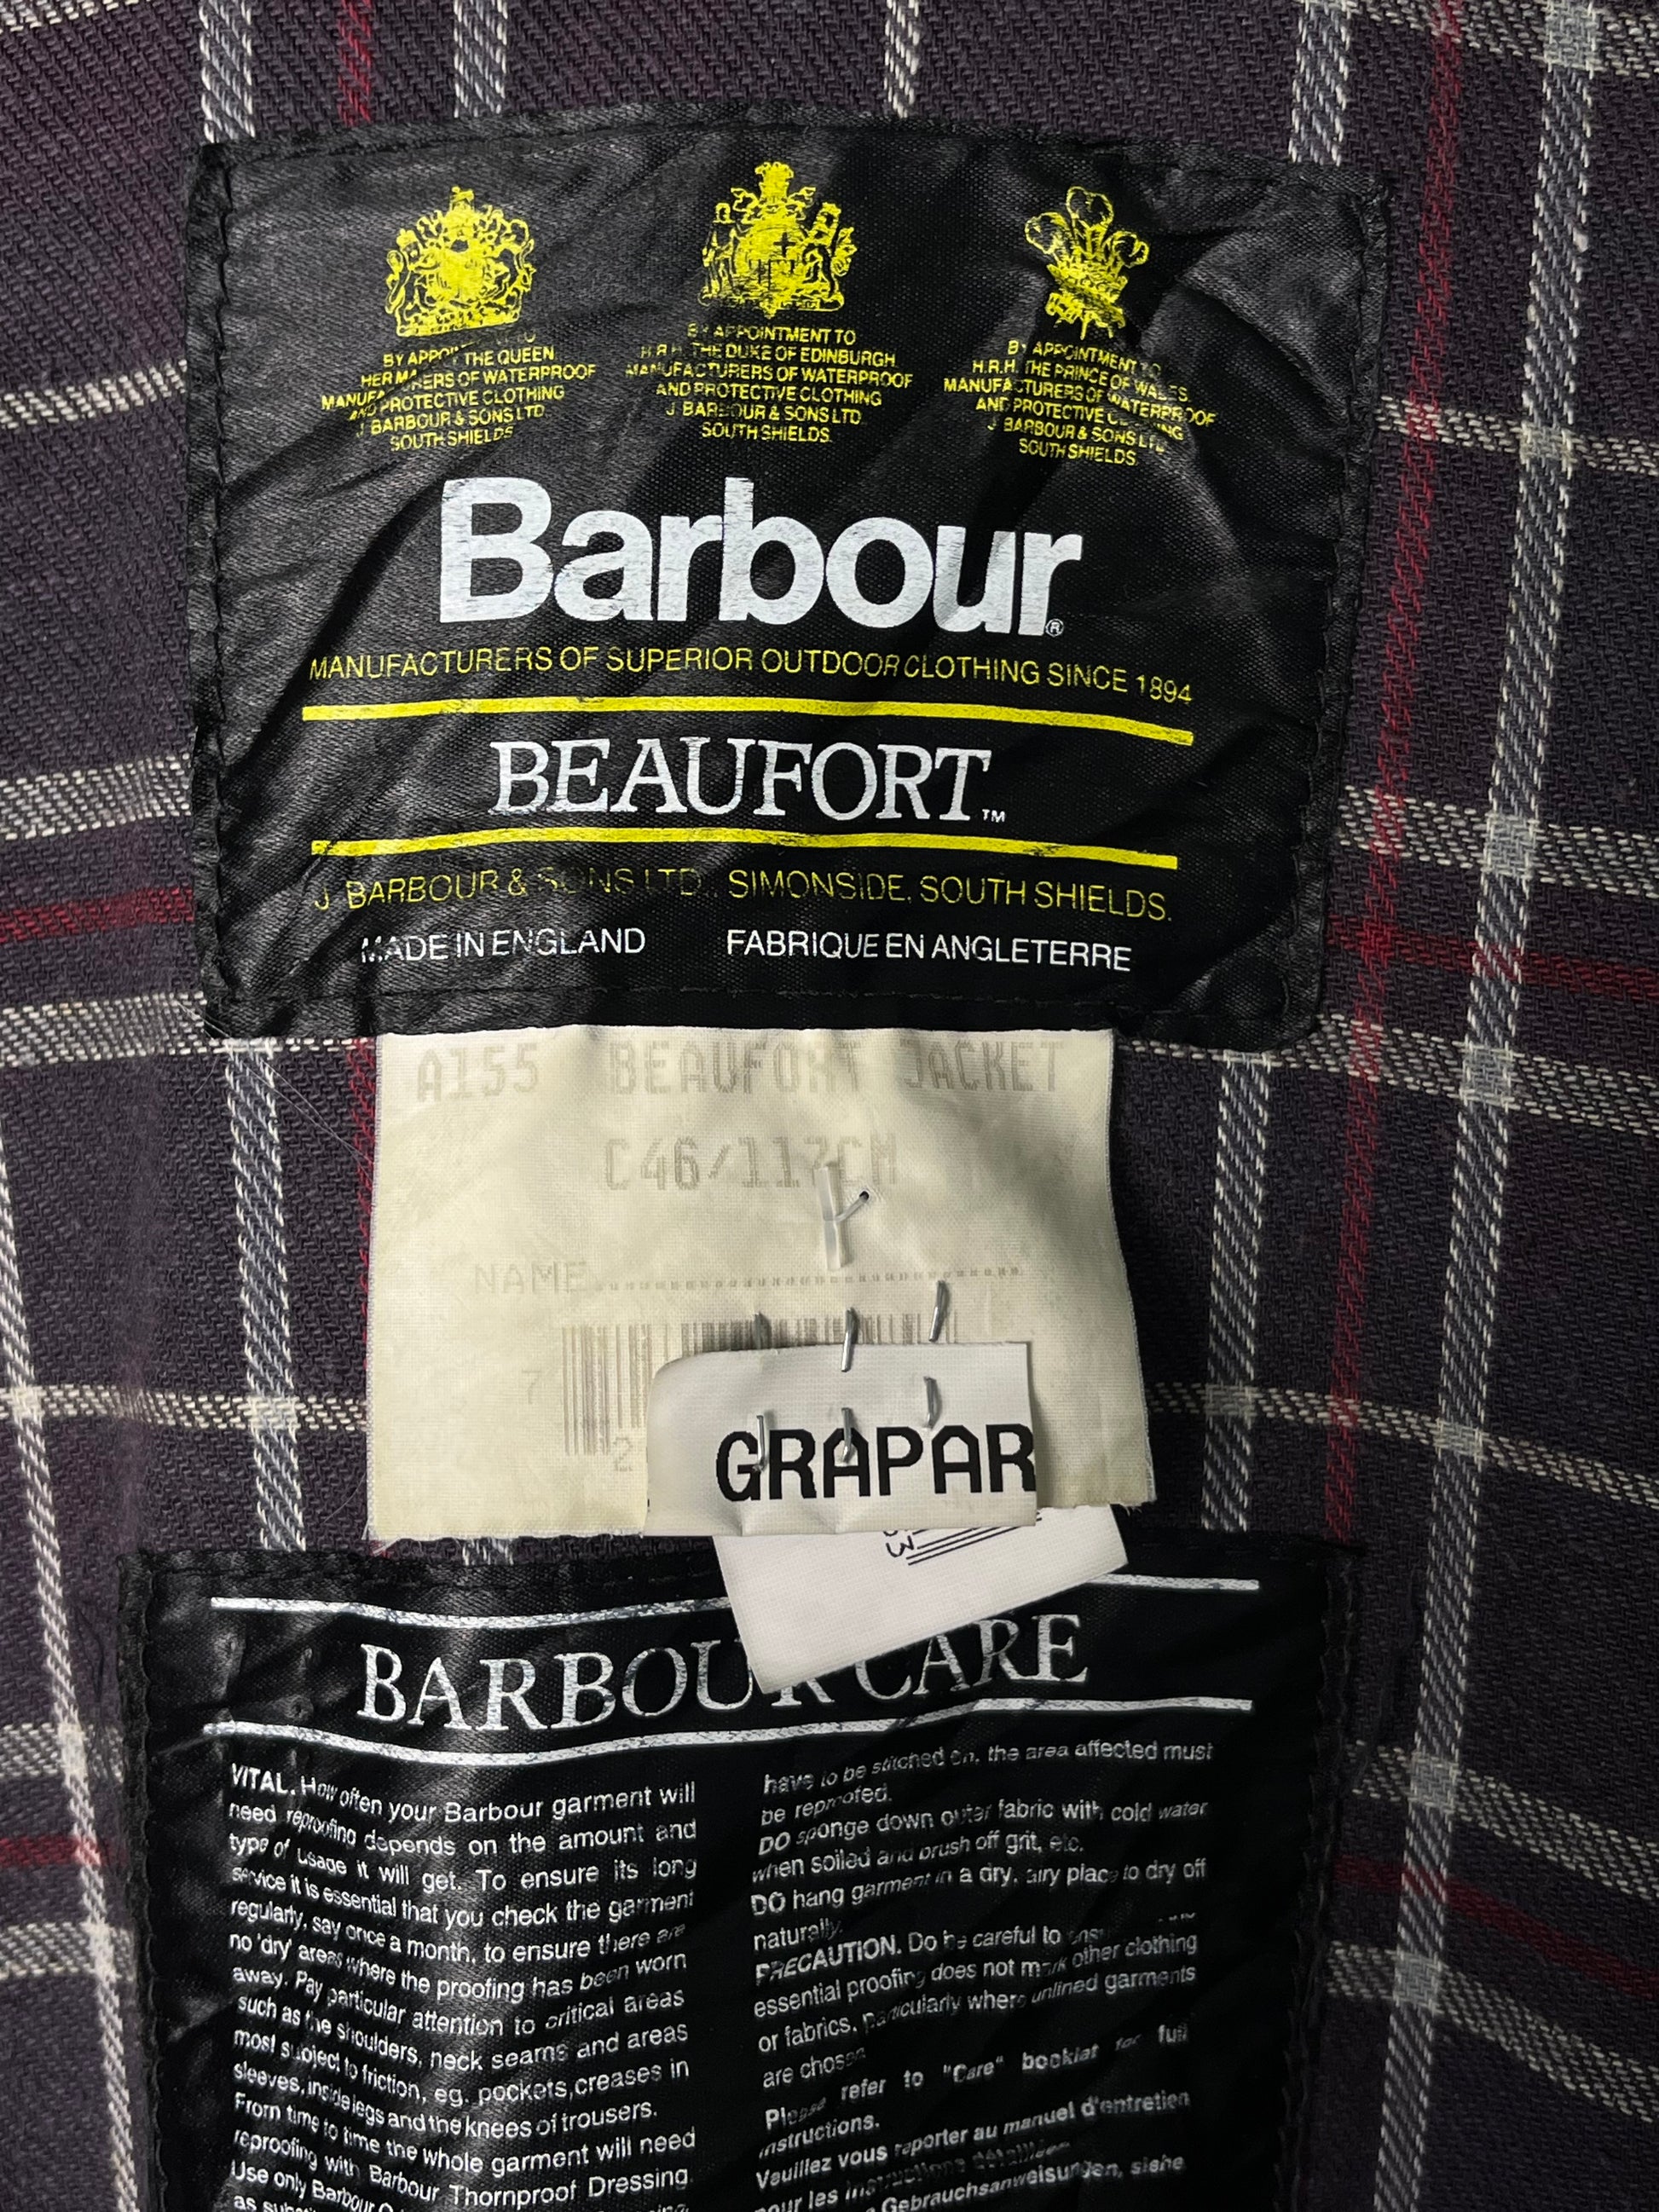 BY APPOINTMENT TO
THE QUEEN
MANUFACTURERS OF WATERPROOF
AND PROTECTIVE CLOTHING
J. BARBOUR & SONS LTD.
SOUTH SHIELDS.
BY APPOINTMENT TO
H.R.H. THE DUKE OF EDINBURGH
MANUFACTURERS OF WATERPROOF
AND PROTECTIVE CLOTHING
J. BARBOUR & SONS LTD.
SOUTH SHIELDS.
BY APPOINTMENT TO
H.R.H. THE PRINCE OF WALES.
MANUFACTURERS OF WATERPROOF
AND PROTECTIVE CLOTHING
J. BARBOUR & SONS LTD.
SOUTH SHIELDS.
Barbour®
MANUFACTURERS OF SUPERIOR OUTDOOR CLOTHING SINCE 1894
BEAUFORT™
J. BARBOUR & SONS LTD., SIMONSIDE, SOUTH SHIELDS.
MADE IN ENGLAND FABRIQUE EN ANGLETERRE
A155 BEAUFORT JACKET
C46/117CM
NAME
7
2
GRAPAR
BARBOUR CARE
VITAL. How often your Barbour garment will
need reproofing depends on the amount and
type of usage it will get. To ensure its long
service it is essential that you check the garment
regularly, say once a month, to ensure there are
no 'dry' areas where the proofing has been worn
away. Pay particular attention to critical areas
such as the shoulders, neck seams and areas
most subject to friction, eg. pockets, creases in
sleeves, inside legs and the knees of trousers.
From time to time the whole garment will need
reproofing with Barbour Thornproof Dressing.
Use only Barbour
have to be stitched on, the area affected must
be reproofed.
DO sponge down outer fabric with cold water
when soiled and brush off grit, etc.
DO hang garment in a dry, airy place to dry off
naturally.
PRECAUTION. Do be careful to ensure
essential proofing does not mark other clothing
or fabrics, particularly where unlined garments
are chosen.
Please refer to "Care" booklet for full
instructions.
Veuillez vous reporter au manuel d'entretien
pour les instructions détaillées.
Gebrauchsanweisungen, siehe